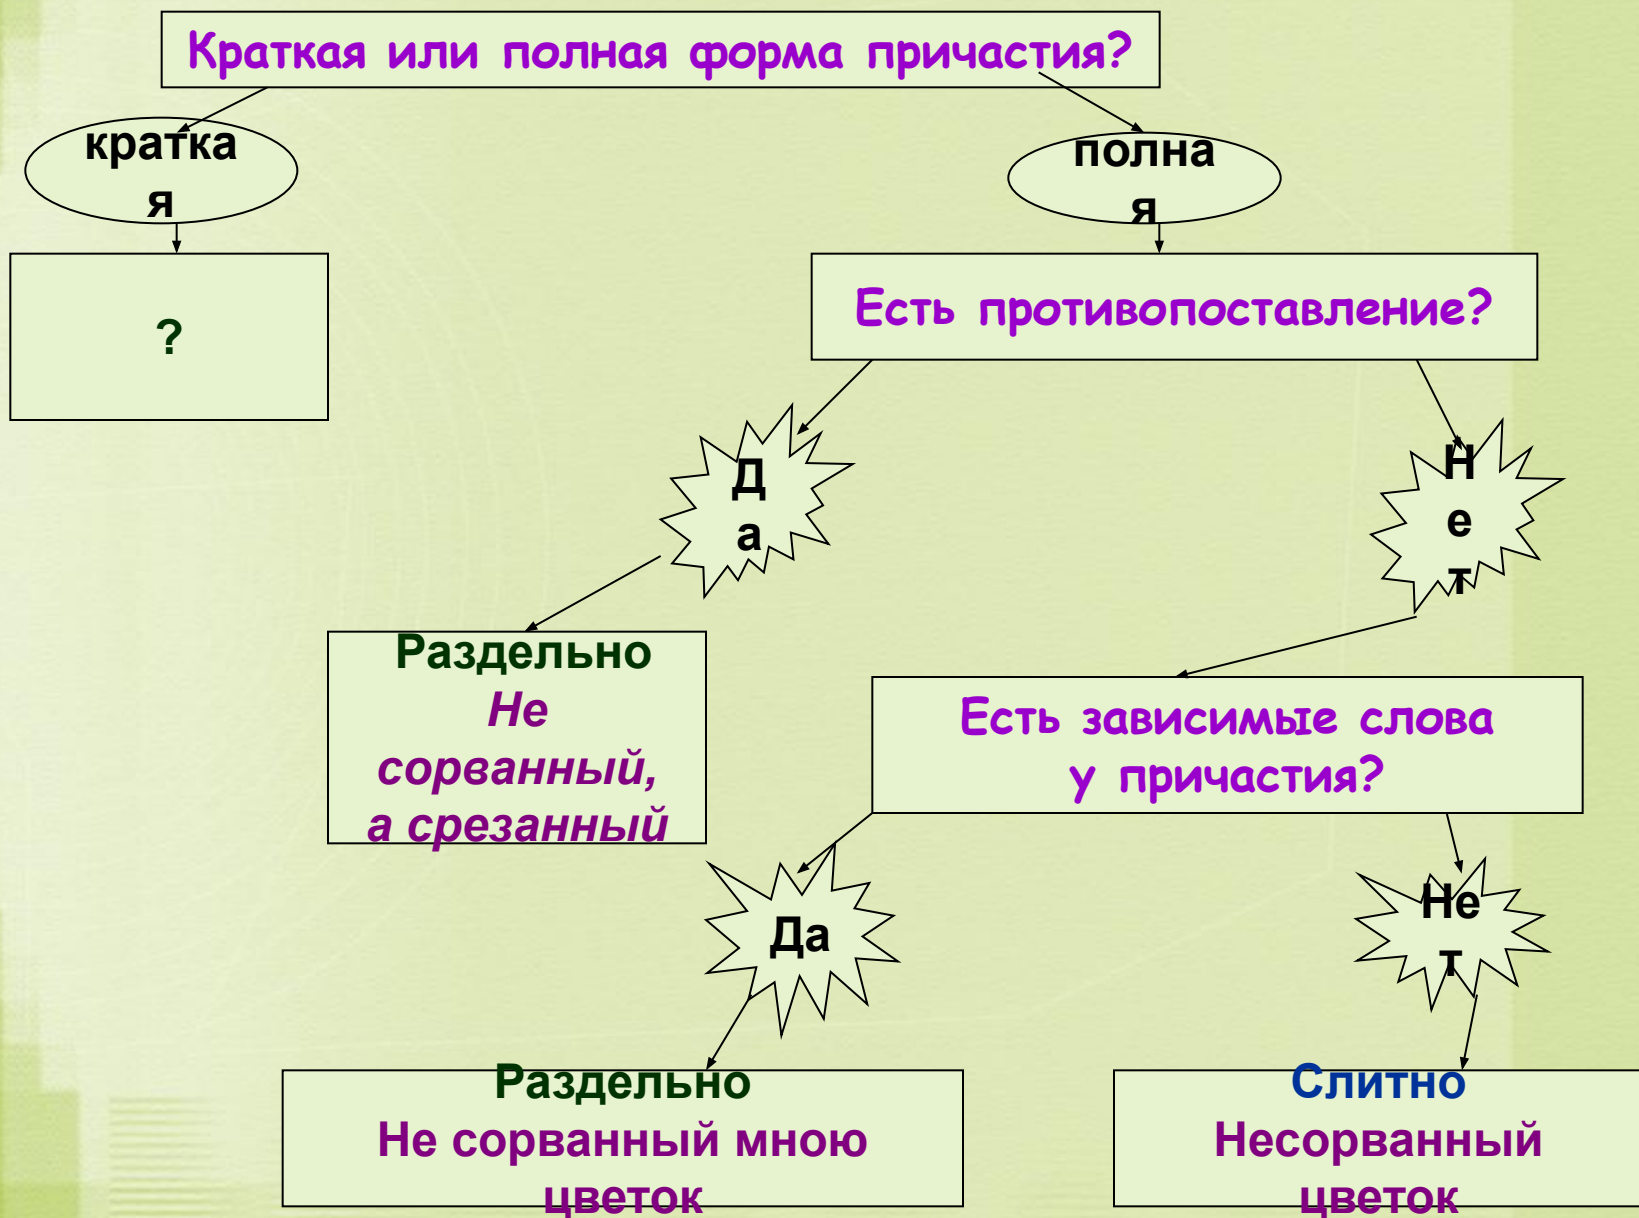 Краткая или полная форма причастия?
кратка
я
полна
я
?
Есть противопоставление?
Д
а
Н
е
т
Раздельно
Не
сорванный,
а срезанный
Есть зависимые слова
у причастия?
Да
Не
т
Раздельно
Не сорванный мною
цветок
Слитно
Несорванный
цветок